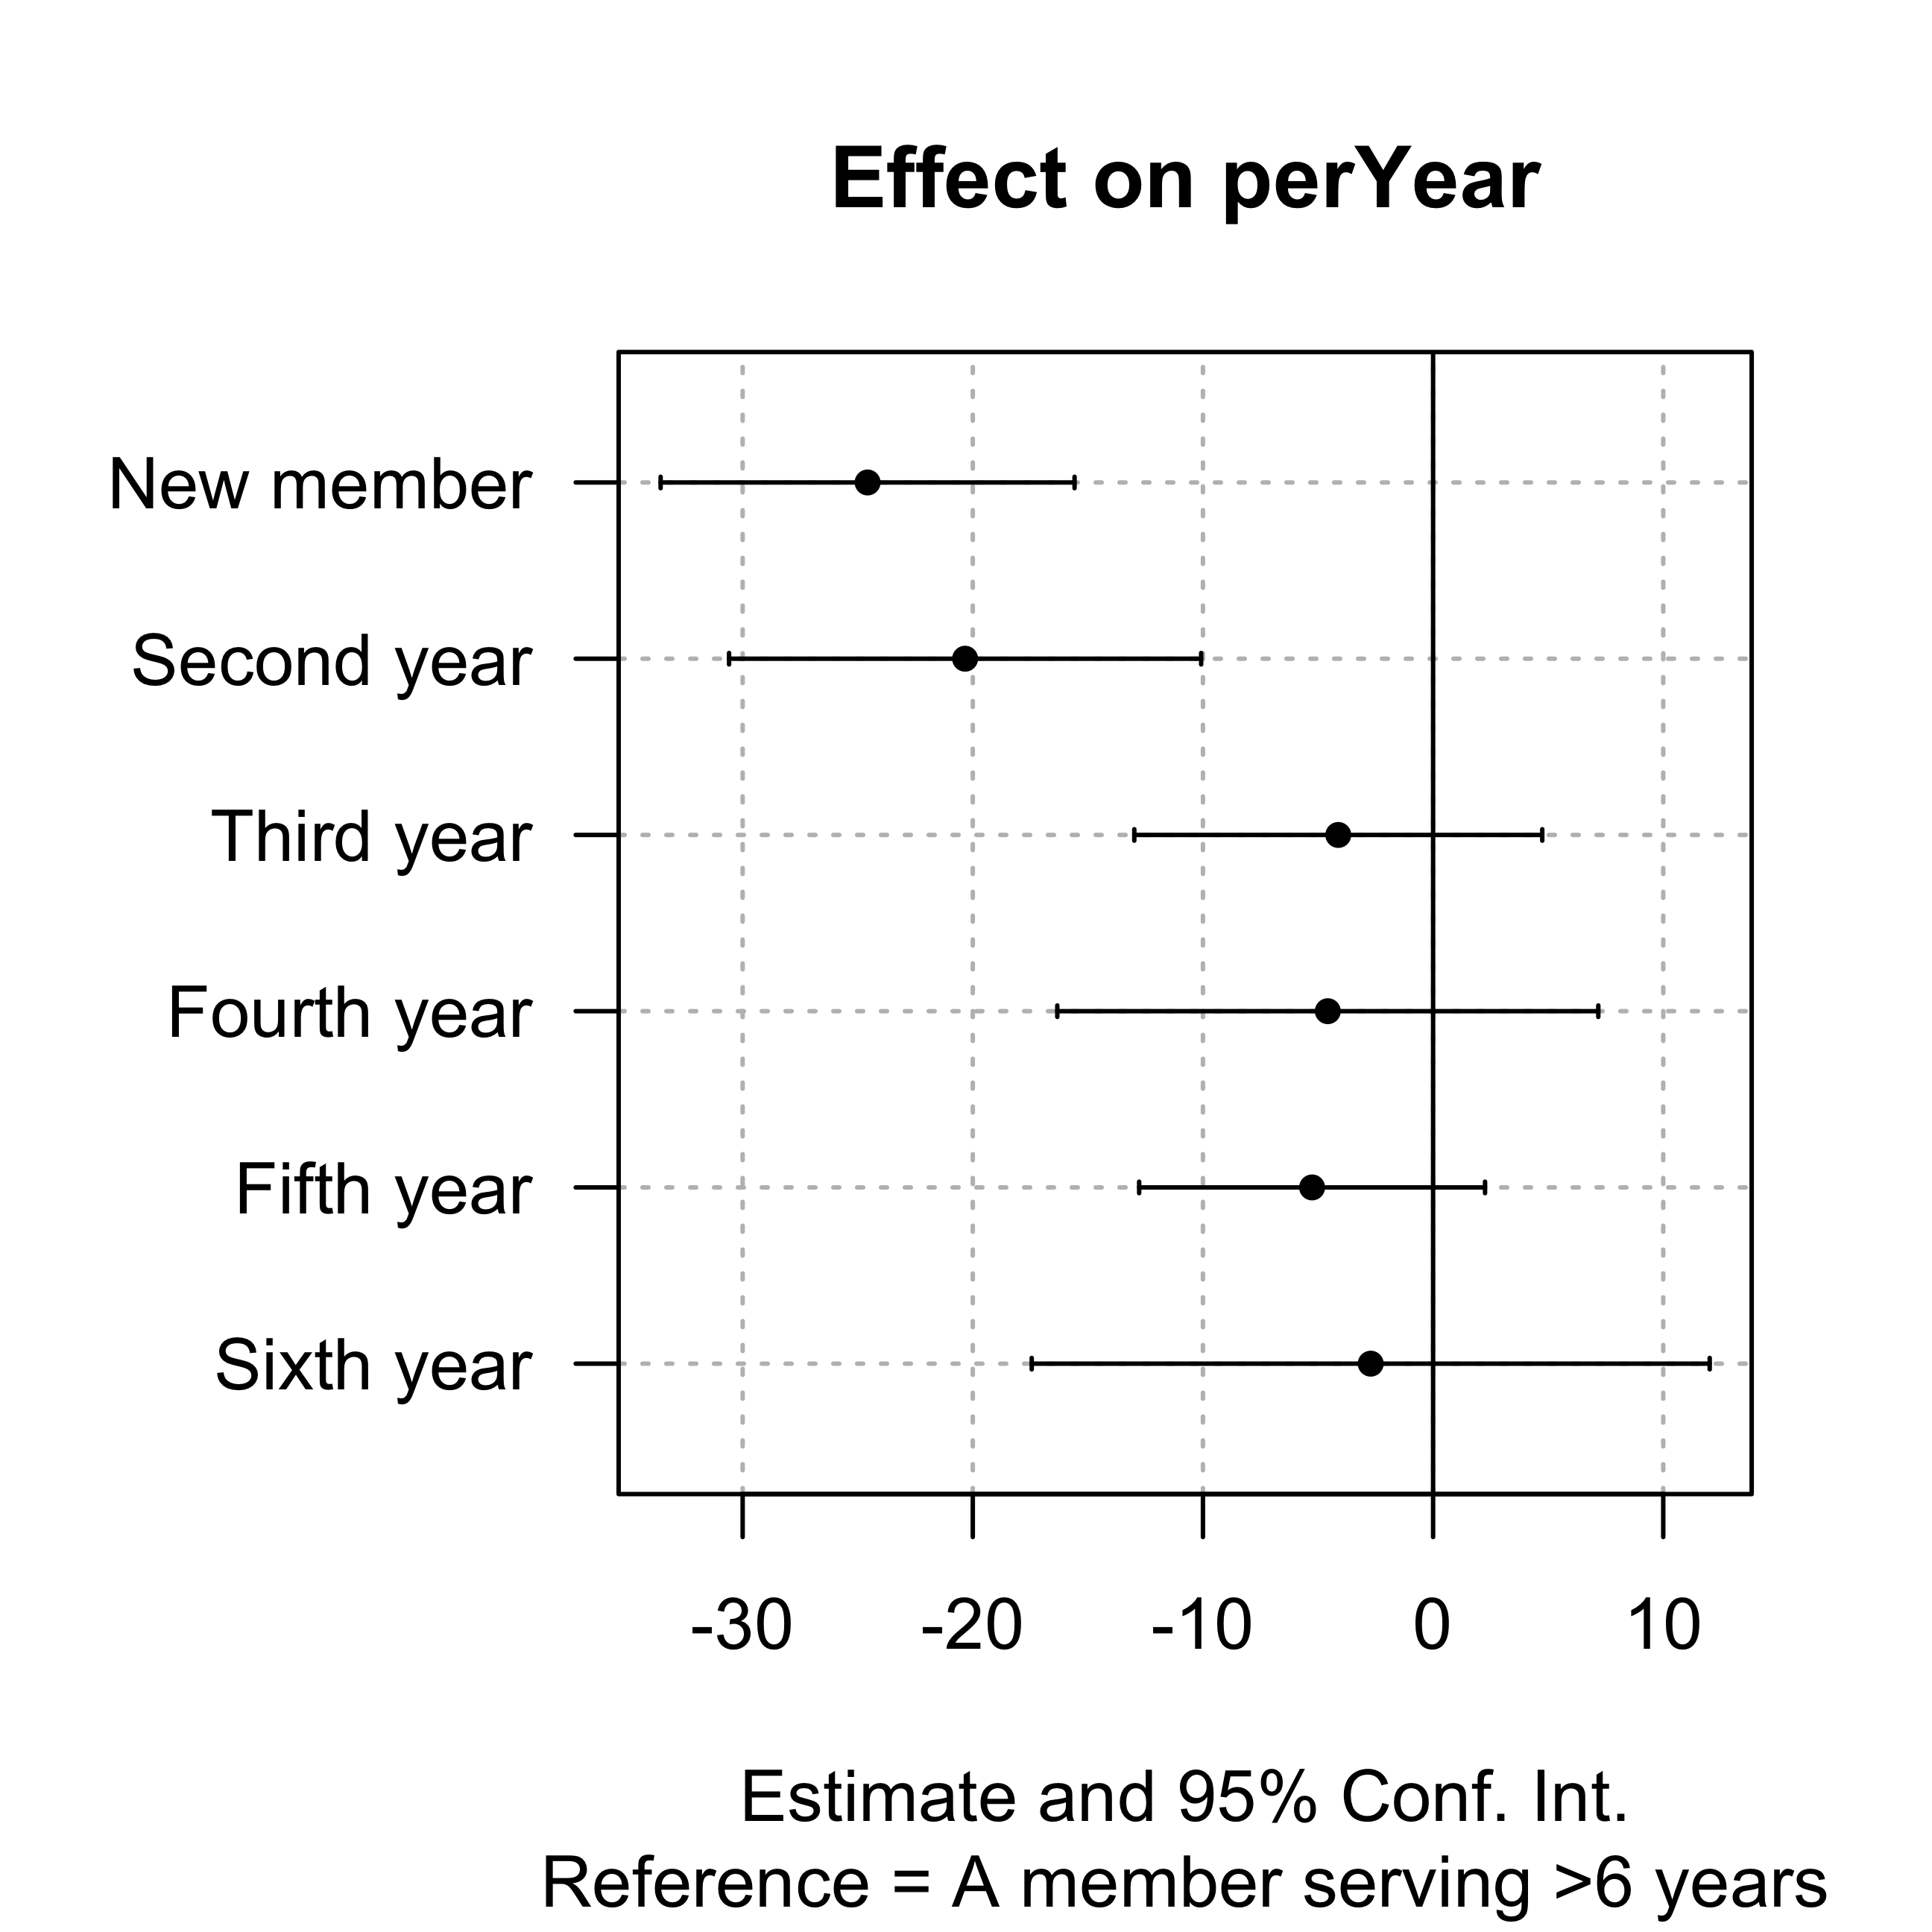 Effect on perYear
New member
Second year
Third year
Fourth year
Fifth year
Sixth year
-30 -20 -10 0 10
Estimate and 95% Conf. Int.
Reference = A member serving >6 years